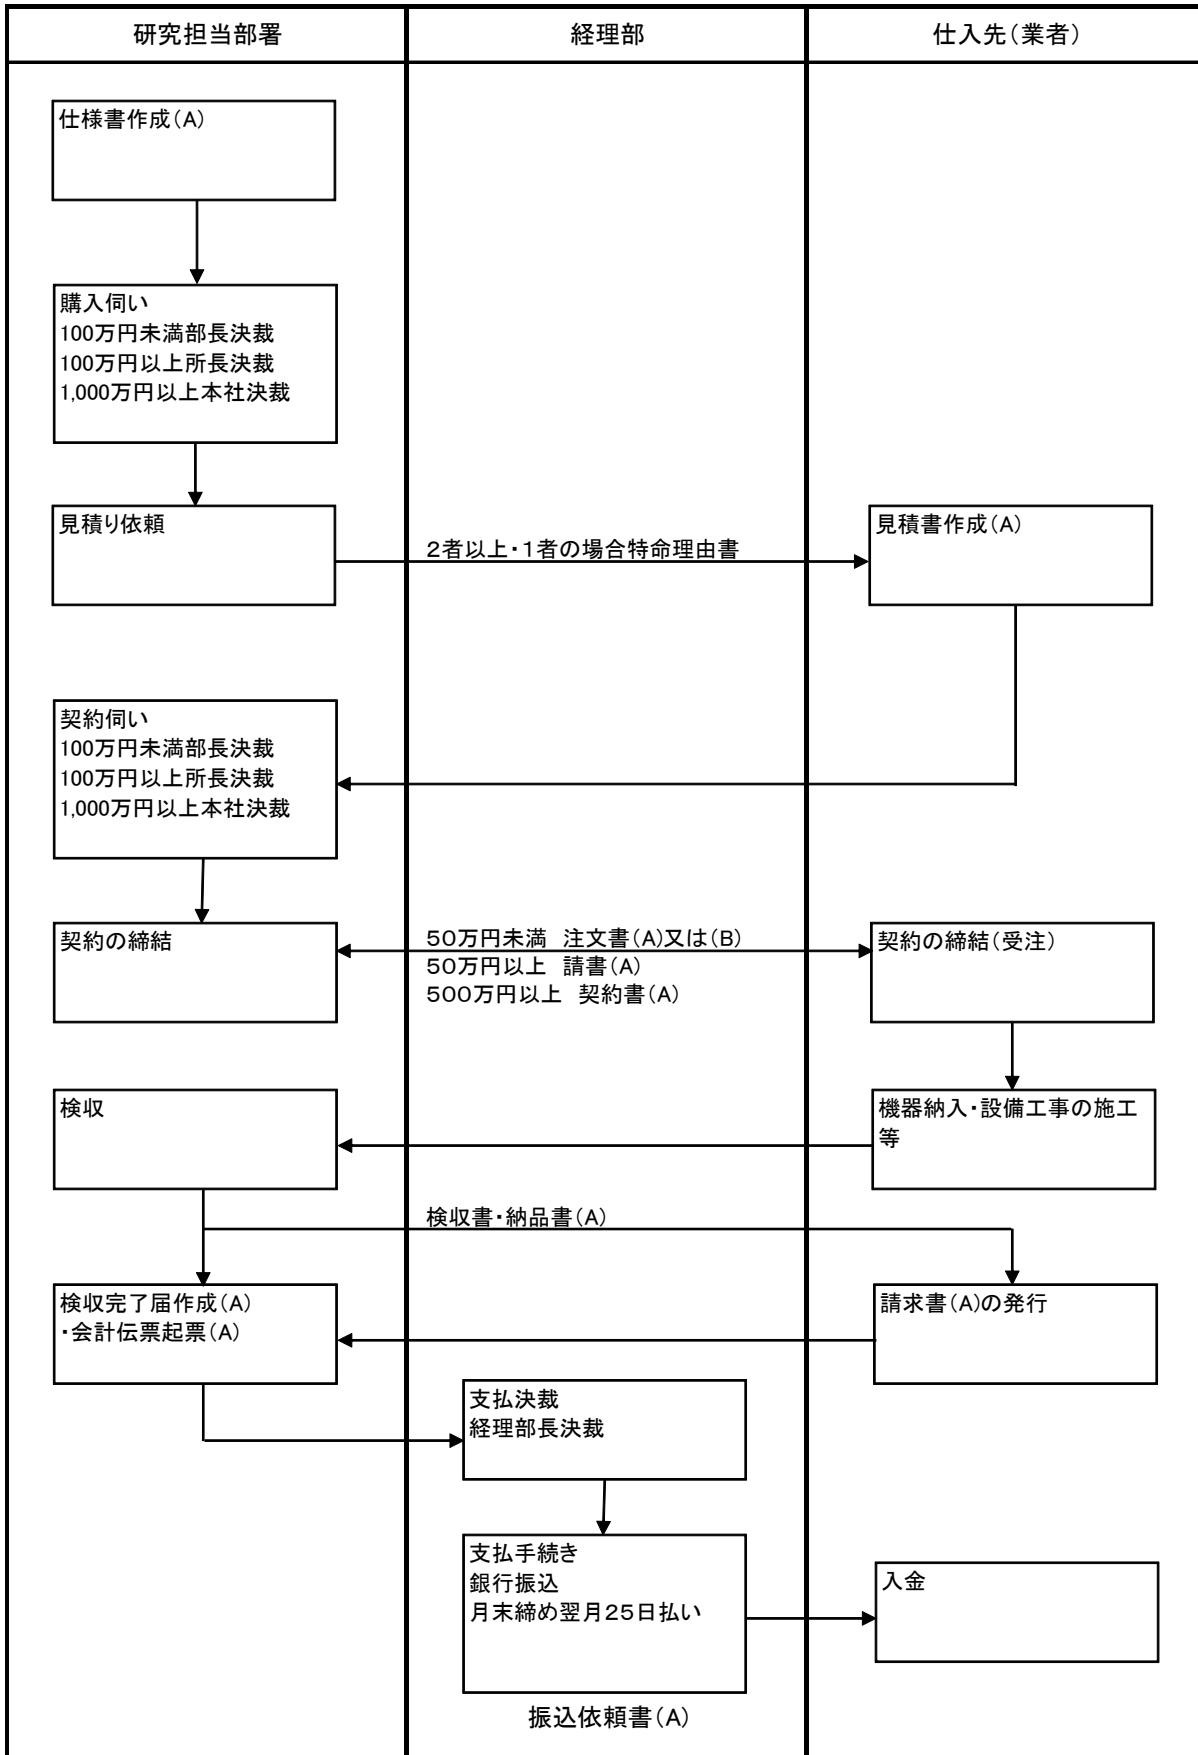 研究担当部署
経理部
仕入先(業者)
仕様書作成(A)
購入伺い
100万円未満部長決裁
100万円以上所長決裁
1,000万円以上本社決裁
見積り依頼
2者以上・1者の場合特命理由書
見積書作成(A)
契約伺い
100万円未満部長決裁
100万円以上所長決裁
1,000万円以上本社決裁
契約の締結
50万円未満 注文書(A)又は(B)
50万円以上 請書(A)
500万円以上 契約書(A)
契約の締結(受注)
検収
機器納入・設備工事の施工
等
検収書・納品書(A)
検収完了届作成(A)
・会計伝票起票(A)
請求書(A)の発行
支払決裁
経理部長決裁
支払手続き
銀行振込
月末締め翌月25日払い
入金
振込依頼書(A)